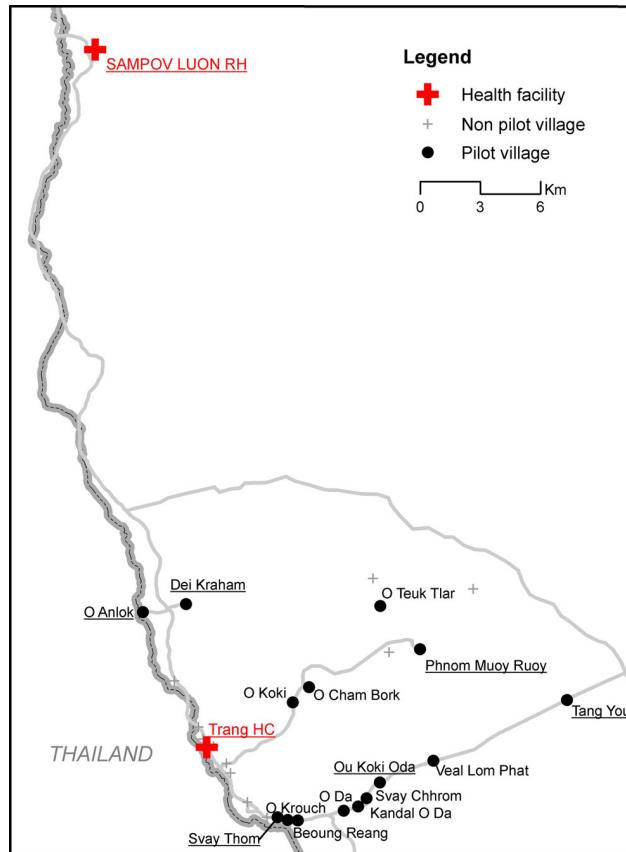 SAMPOV LUON RH
Legend
Health facility
Non pilot village
Pilot village
Km
0 3 6
Dei Kraham
O Teuk Tlar
O Anlok
Phnom Muoy Ruoy
O Koki
O Cham Bork
Tang You
Trang HC
THAILAND
Ou Koki Oda
Veal Lom Phat
O Da
Svay Chhrom
O Krouch
Kandal O Da
Svay Thom
Beoung Reang